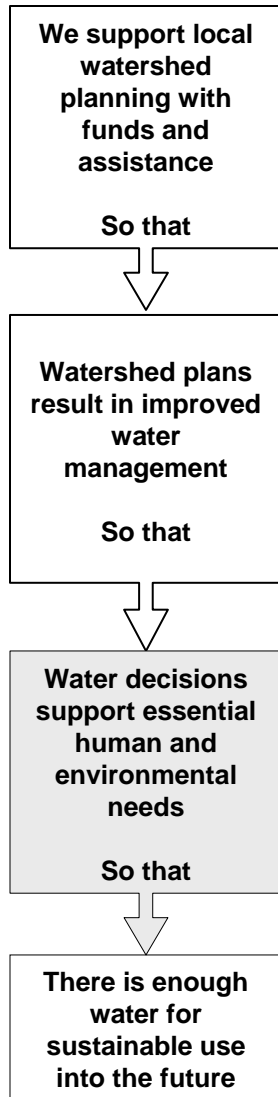 We support local
watershed
planning with
funds and
assistance
So that
Watershed plans
result in improved
water
management
So that
Water decisions
support essential
human and
environmental
needs
So that
There is enough
water for
sustainable use
into the future